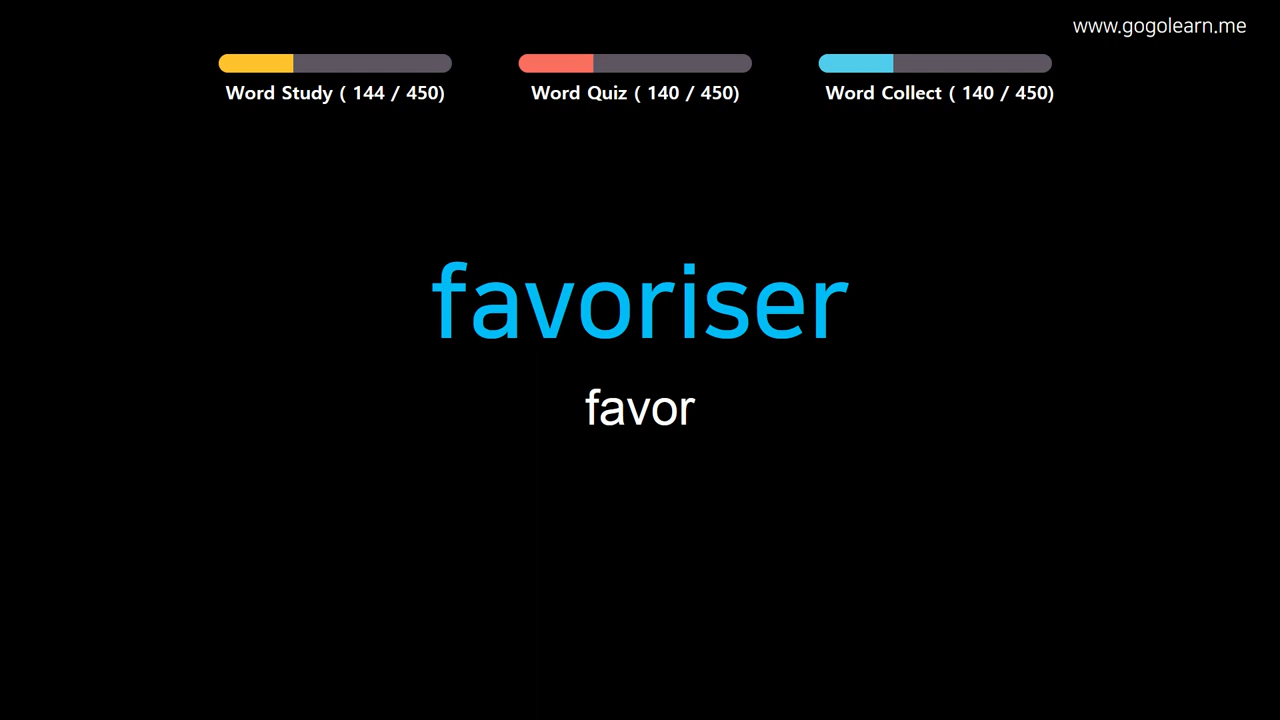 www.gogolearn.me
Word Study ( 144 / 450)
Word Quiz ( 140 / 450)
Word Collect ( 140 / 450)
favoriser
favor